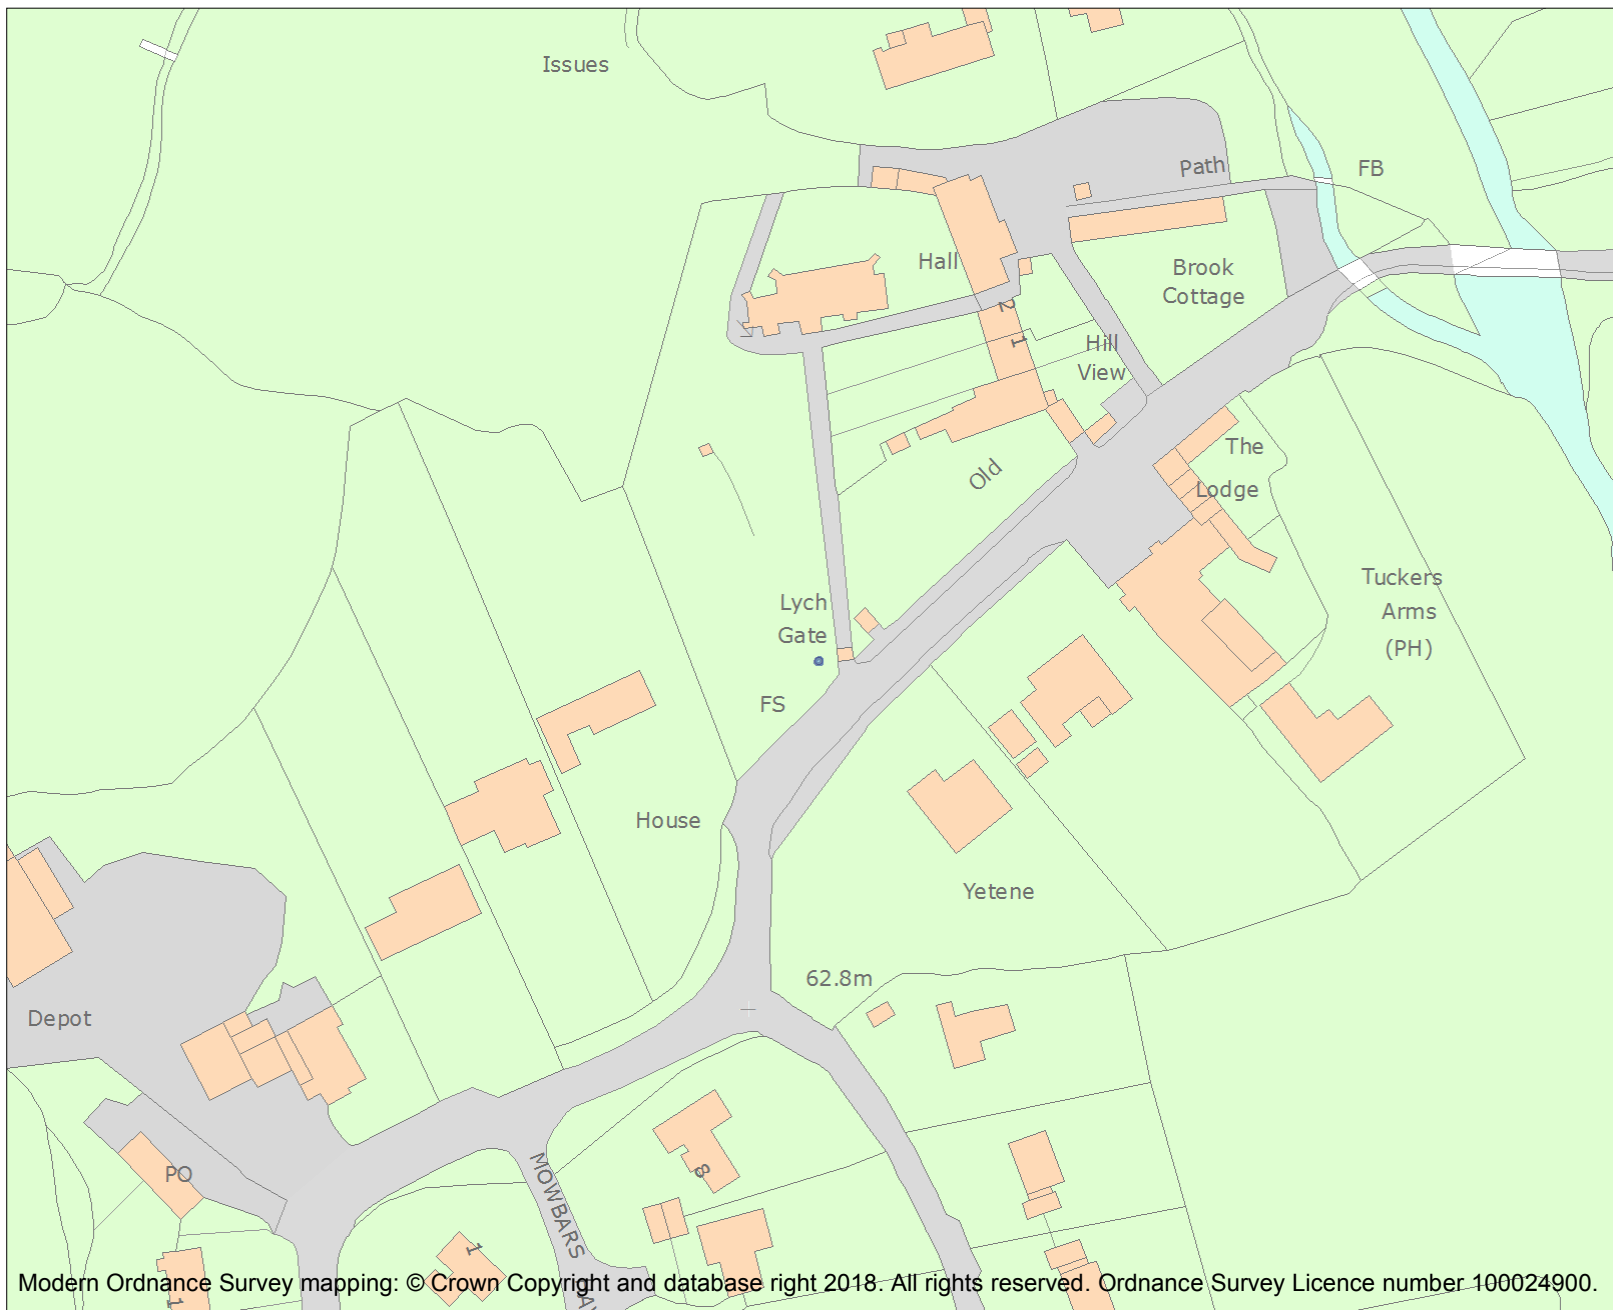 Issues
Path
FB
Hall
Brook
Cottage
2
1
Hill
View
The
Lodge
Old
Tuckers
Arms
(PH)
Lych
Gate
FS
House
Yetene
62.8m
Depot
PO
8
MOWBARS
1
1
Modern Ordnance Survey mapping: © Crown Copyright and database right 2018. All rights reserved. Ordnance Survey Licence number 100024900.